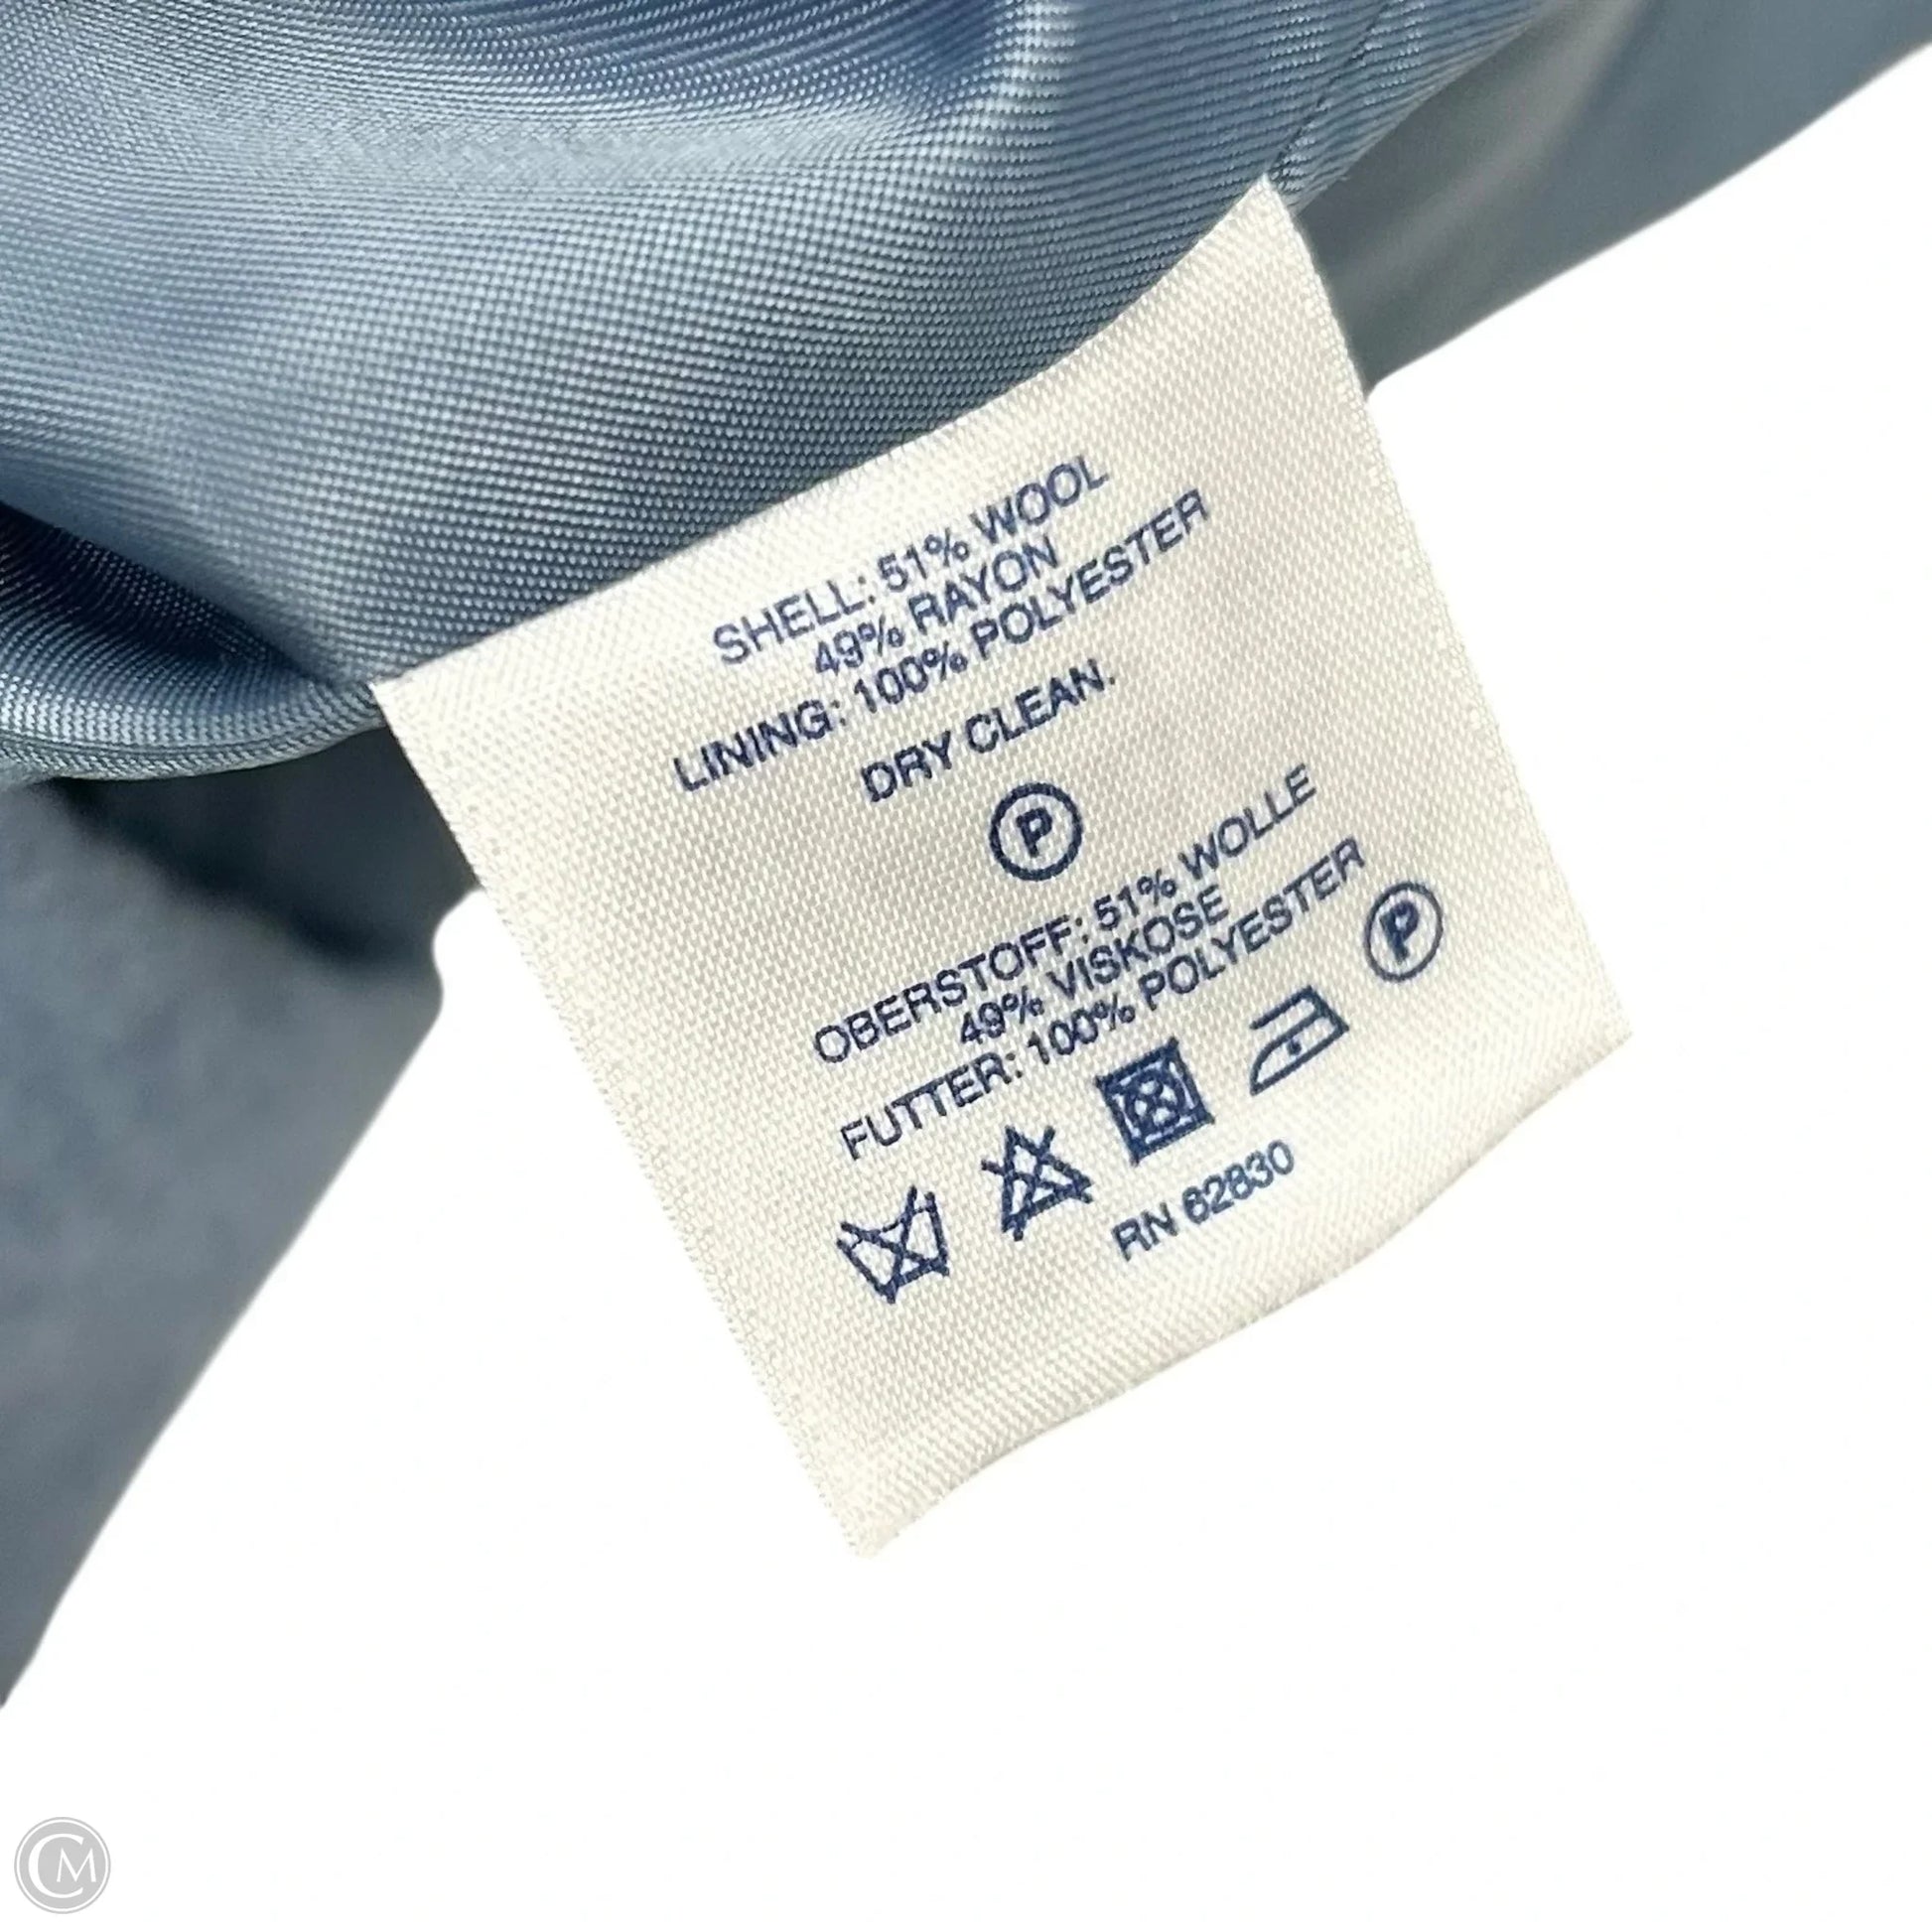 SHELL: 51% WOOL
49% RAYON
LINING: 100% POLYESTER
DRY CLEAN.
P
OBERSTOFF: 51% WOLLE
49% VISKOSE
FUTTER: 100% POLYESTER
P
RN 62830
CM